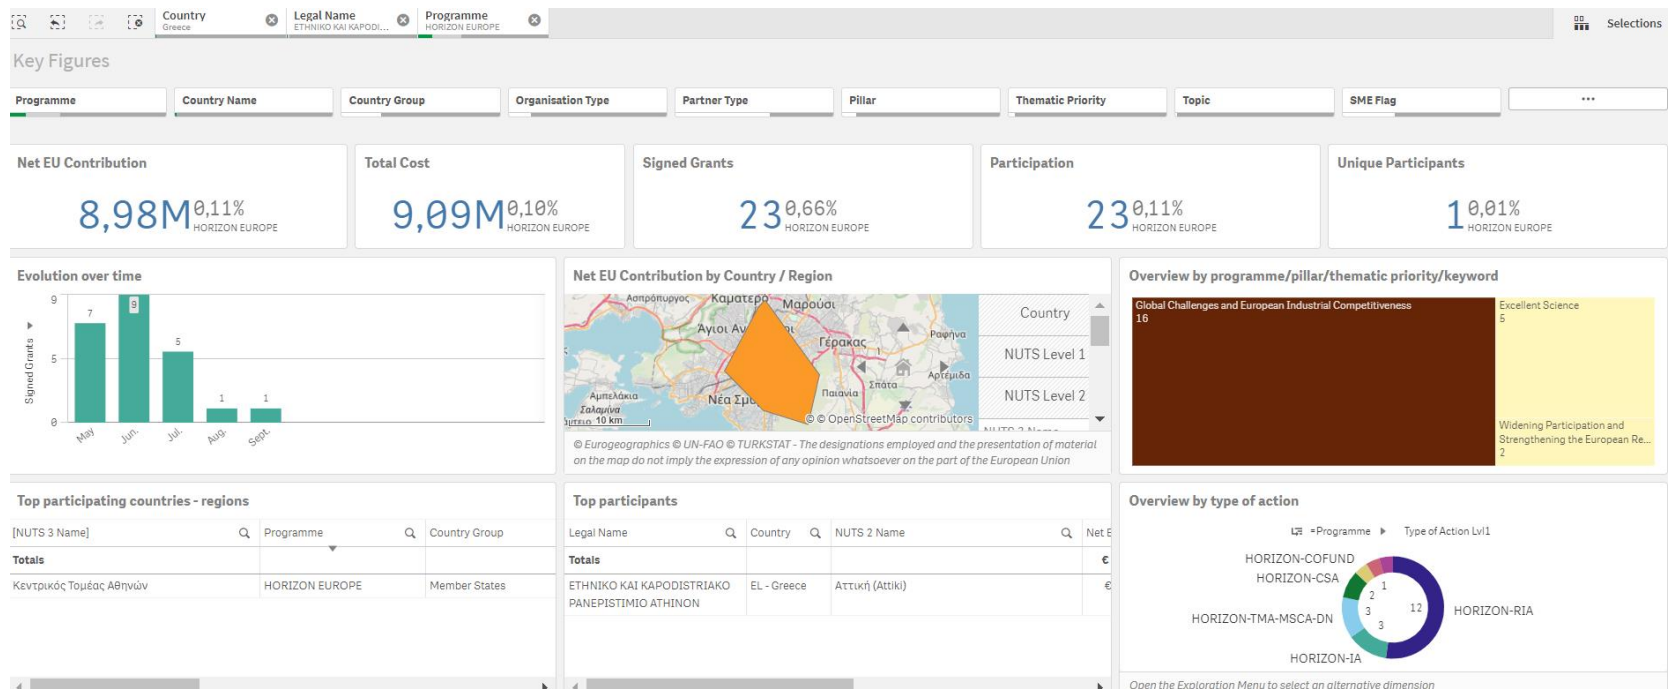 Country
Greece
Legal Name
ETHNIKO KAI KAPODI...
Programme
HORIZON EUROPE
Selections
Key Figures
Programme
Country Name
Country Group
Organisation Type
Partner Type
Pillar
Thematic Priority
Topic
SME Flag
...
Net EU Contribution
8,98M 0,11%
HORIZON EUROPE
Total Cost
9,09M 0,10%
HORIZON EUROPE
Signed Grants
23 0,66%
HORIZON EUROPE
Participation
23 0,11%
HORIZON EUROPE
Unique Participants
1 0,01%
HORIZON EUROPE
Evolution over time
Signed Grants
9
5
0
7
9
5
1
1
May
Jun.
Jul.
Aug.
Sept.
Net EU Contribution by Country / Region
Ασπρόπυργος
Καματερό
Μαρούσι
Άγιοι Αν
Γέρακας
Ραφήνα
Αρτέμιδα
Σπάτα
Παιανία
Νέα Σμύ
Αμπελάκια
Σαλαμίνα
10 km
© © OpenStreetMap contributors
Country
NUTS Level 1
NUTS Level 2
NUTS 3 Name
© Eurogeographics © UN-FAO © TURKSTAT - The designations employed and the presentation of material
on the map do not imply the expression of any opinion whatsoever on the part of the European Union
Overview by programme/pillar/thematic priority/keyword
Global Challenges and European Industrial Competitiveness
16
Excellent Science
5
Widening Participation and
Strengthening the European Re...
2
Top participating countries - regions
[NUTS 3 Name]
Programme
Country Group
Totals
Κεντρικός Τομέας Αθηνών
HORIZON EUROPE
Member States
Top participants
Legal Name
Country
NUTS 2 Name
Net E
Totals
€
ETHNIKO KAI KAPODISTRIAKO
PANEPISTIMIO ATHINON
EL - Greece
Αττική (Attiki)
€
Overview by type of action
=Programme
Type of Action Lvl1
HORIZON-COFUND
HORIZON-CSA
HORIZON-TMA-MSCA-DN
HORIZON-IA
HORIZON-RIA
1
2
3
3
12
Open the Exploration Menu to select an alternative dimension